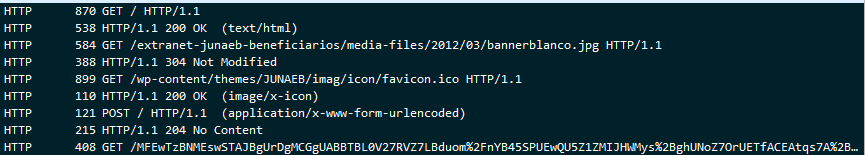 HTTP 870 GET / HTTP/1.1
HTTP 538 HTTP/1.1 200 OK (text/html)
HTTP 584 GET /extranet-junaeb-beneficiarios/media-files/2012/03/bannerblanco.jpg HTTP/1.1
HTTP 388 HTTP/1.1 304 Not Modified
HTTP 899 GET /wp-content/themes/JUNAEB/imag/icon/favicon.ico HTTP/1.1
HTTP 110 HTTP/1.1 200 OK (image/x-icon)
HTTP 121 POST / HTTP/1.1 (application/x-www-form-urlencoded)
HTTP 215 HTTP/1.1 204 No Content
HTTP 408 GET /MFEwTzBNMEswSTAJBgUrDgMCGgUABBTBL0V27RVZ7LBduom%2FnYB45SPUEwQU5Z1ZMIJHWMys%2BghUNoZ7OrUETfACEAtqs7A%2B…